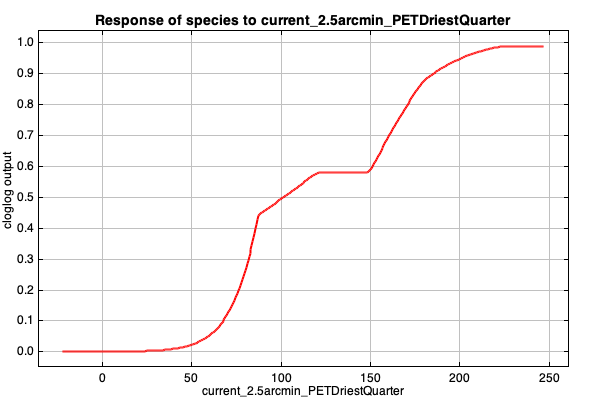 Response of species to current_2.5arcmin_PETDriestQuarter
1.0
0.9
0.8
0.7
0.6
0.5
0.4
0.3
0.2
0.1
0.0
cloglog output
0 50 100 150 200 250
current_2.5arcmin_PETDriestQuarter